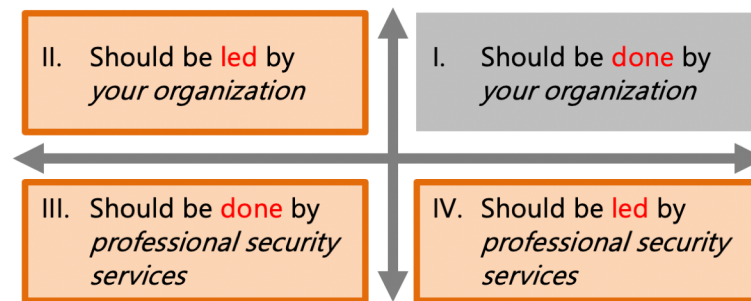 II. Should be led by
your organization
I. Should be done by
your organization
III. Should be done by
professional security
services
IV. Should be led by
professional security
services